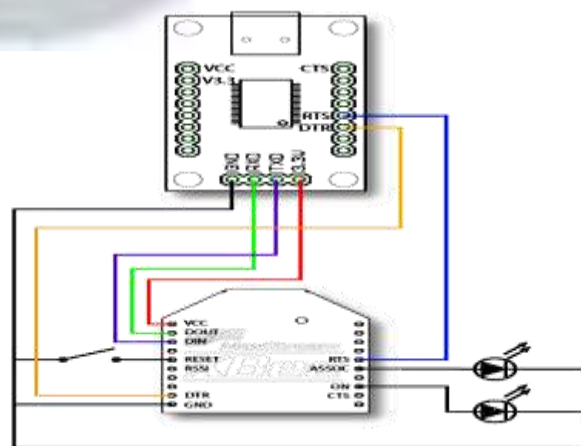 VCC CTS
V3.3
RTS
DTR
GND RXD TXD 3.3V
VCC
DOUT
DIN
RESET RTS
RSSI ASSOC
ON
DTR CTS
GND